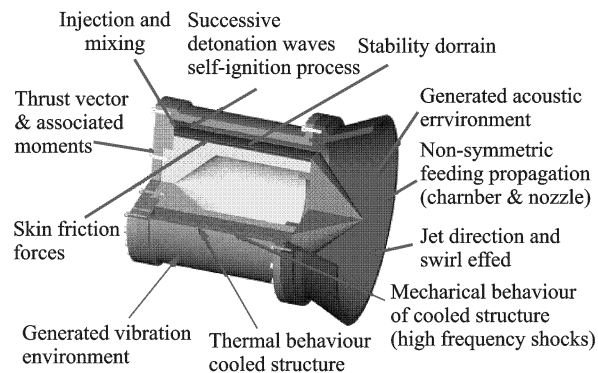 Injection and
mixing
Successive
detonation waves
self-ignition process
Stability dorrain
Thrust vector
& associated
moments
Generated acoustic
errvironment
Non-symmetric
feeding propagation
(charnber & nozzle)
Skin friction
forces
Jet direction and
swirl effed
Mecharical behaviour
of cooled structure
(high frequency shocks)
Generated vibration
environment
Thermal behaviour
cooled structure